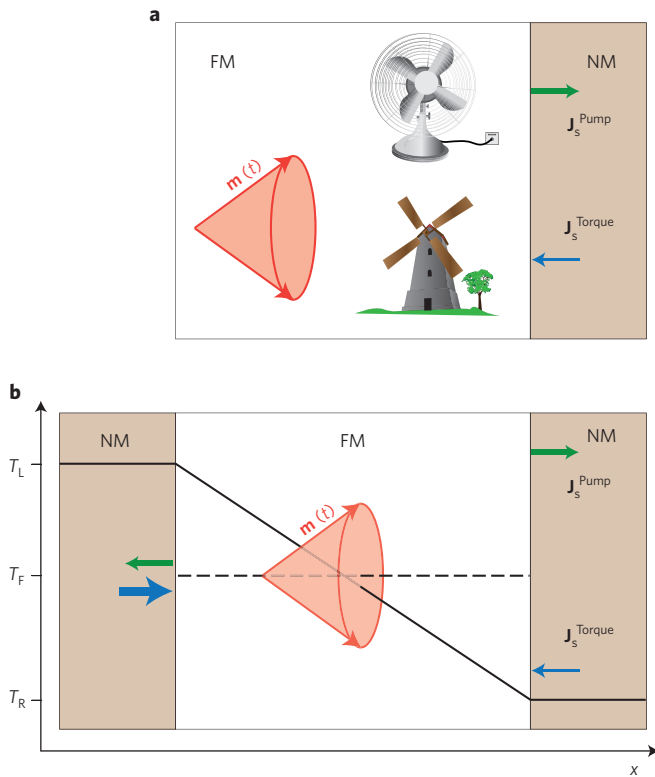 a
FM
NM
J_s^Pump
m (t)
J_s^Torque
b
NM
FM
NM
T_L
J_s^Pump
m (t)
T_F
J_s^Torque
T_R
x